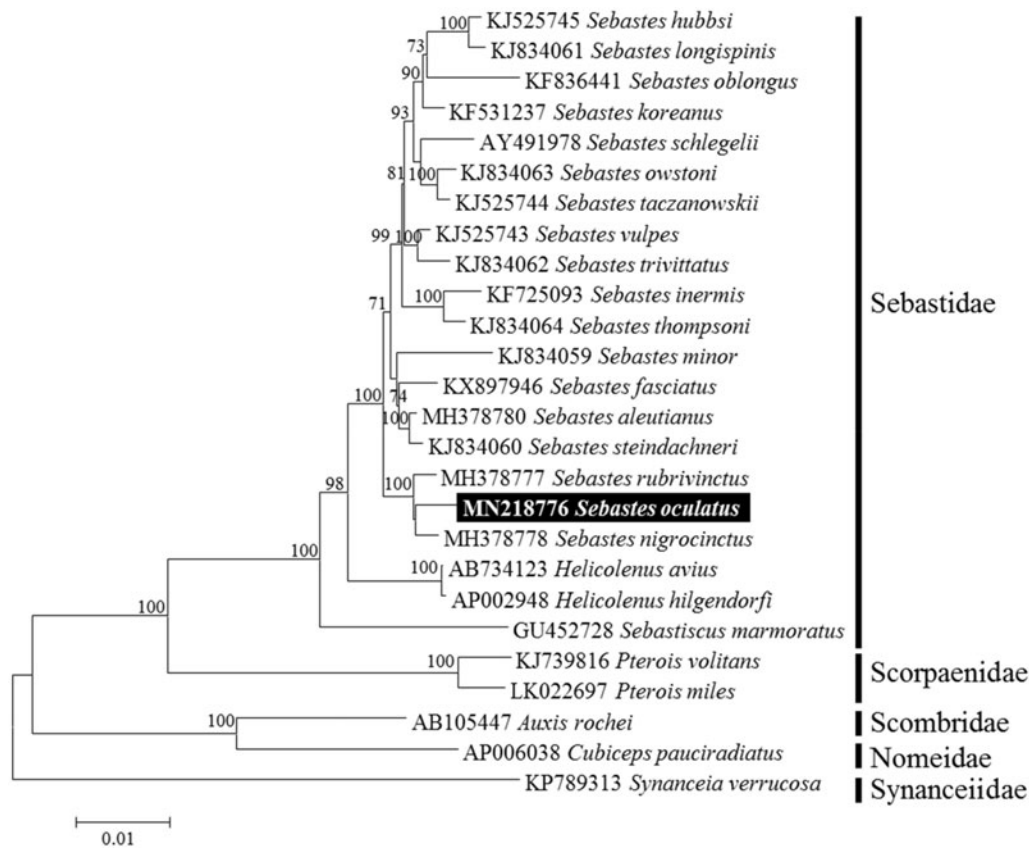 100
KJ525745 Sebastes hubbsi
73
KJ834061 Sebastes longispinis
90
KF836441 Sebastes oblongus
93
KF531237 Sebastes koreanus
AY491978 Sebastes schlegelii
81
100
KJ834063 Sebastes owstoni
KJ525744 Sebastes taczanowskii
99
100
KJ525743 Sebastes vulpes
KJ834062 Sebastes trivittatus
71
100
KF725093 Sebastes inermis
Sebastidae
KJ834064 Sebastes thompsoni
KJ834059 Sebastes minor
100
74
KX897946 Sebastes fasciatus
100
MH378780 Sebastes aleutianus
KJ834060 Sebastes steindachneri
98
100
MH378777 Sebastes rubrivinctus
MN218776 Sebastes oculatus
MH378778 Sebastes nigrocinctus
100
100
AB734123 Helicolenus avius
AP002948 Helicolenus hilgendorfi
100
GU452728 Sebastiscus marmoratus
100
KJ739816 Pterois volitans
Scorpaenidae
LK022697 Pterois miles
100
AB105447 Auxis rochei
Scombridae
AP006038 Cubiceps pauciradiatus
Nomeidae
KP789313 Synanceia verrucosa
Synanceiidae
0.01